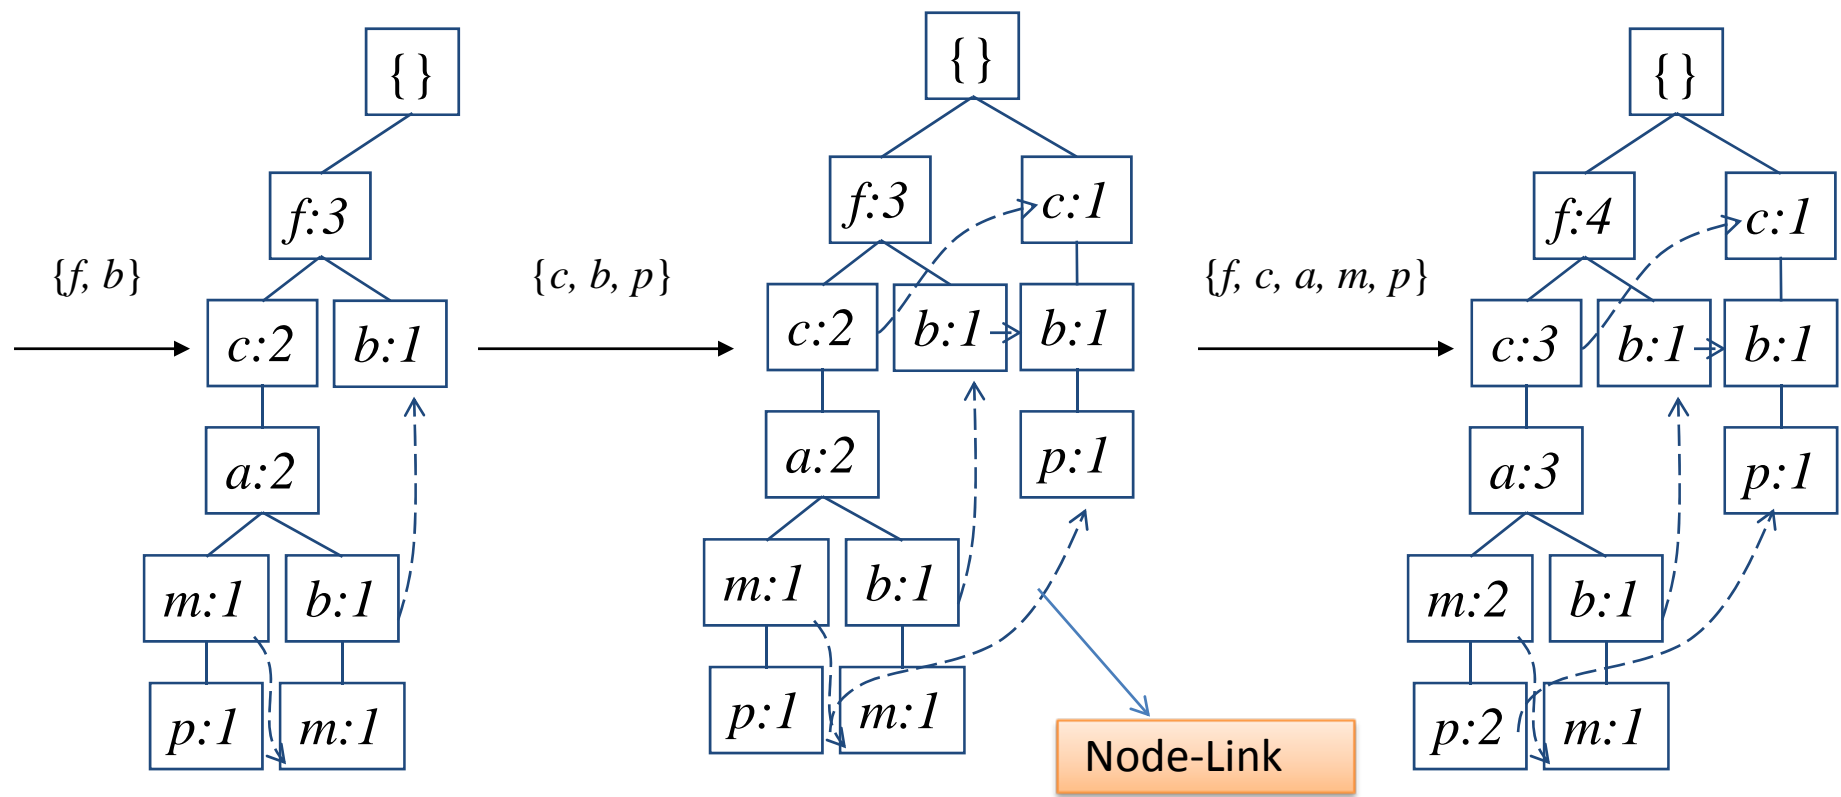 {f, b}
{}
f:3
c:2
b:1
a:2
m:1
b:1
p:1
m:1
{c, b, p}
{}
f:3
c:1
c:2
b:1
b:1
a:2
p:1
m:1
b:1
p:1
m:1
Node-Link
{f, c, a, m, p}
{}
f:4
c:1
c:3
b:1
b:1
a:3
p:1
m:2
b:1
p:2
m:1